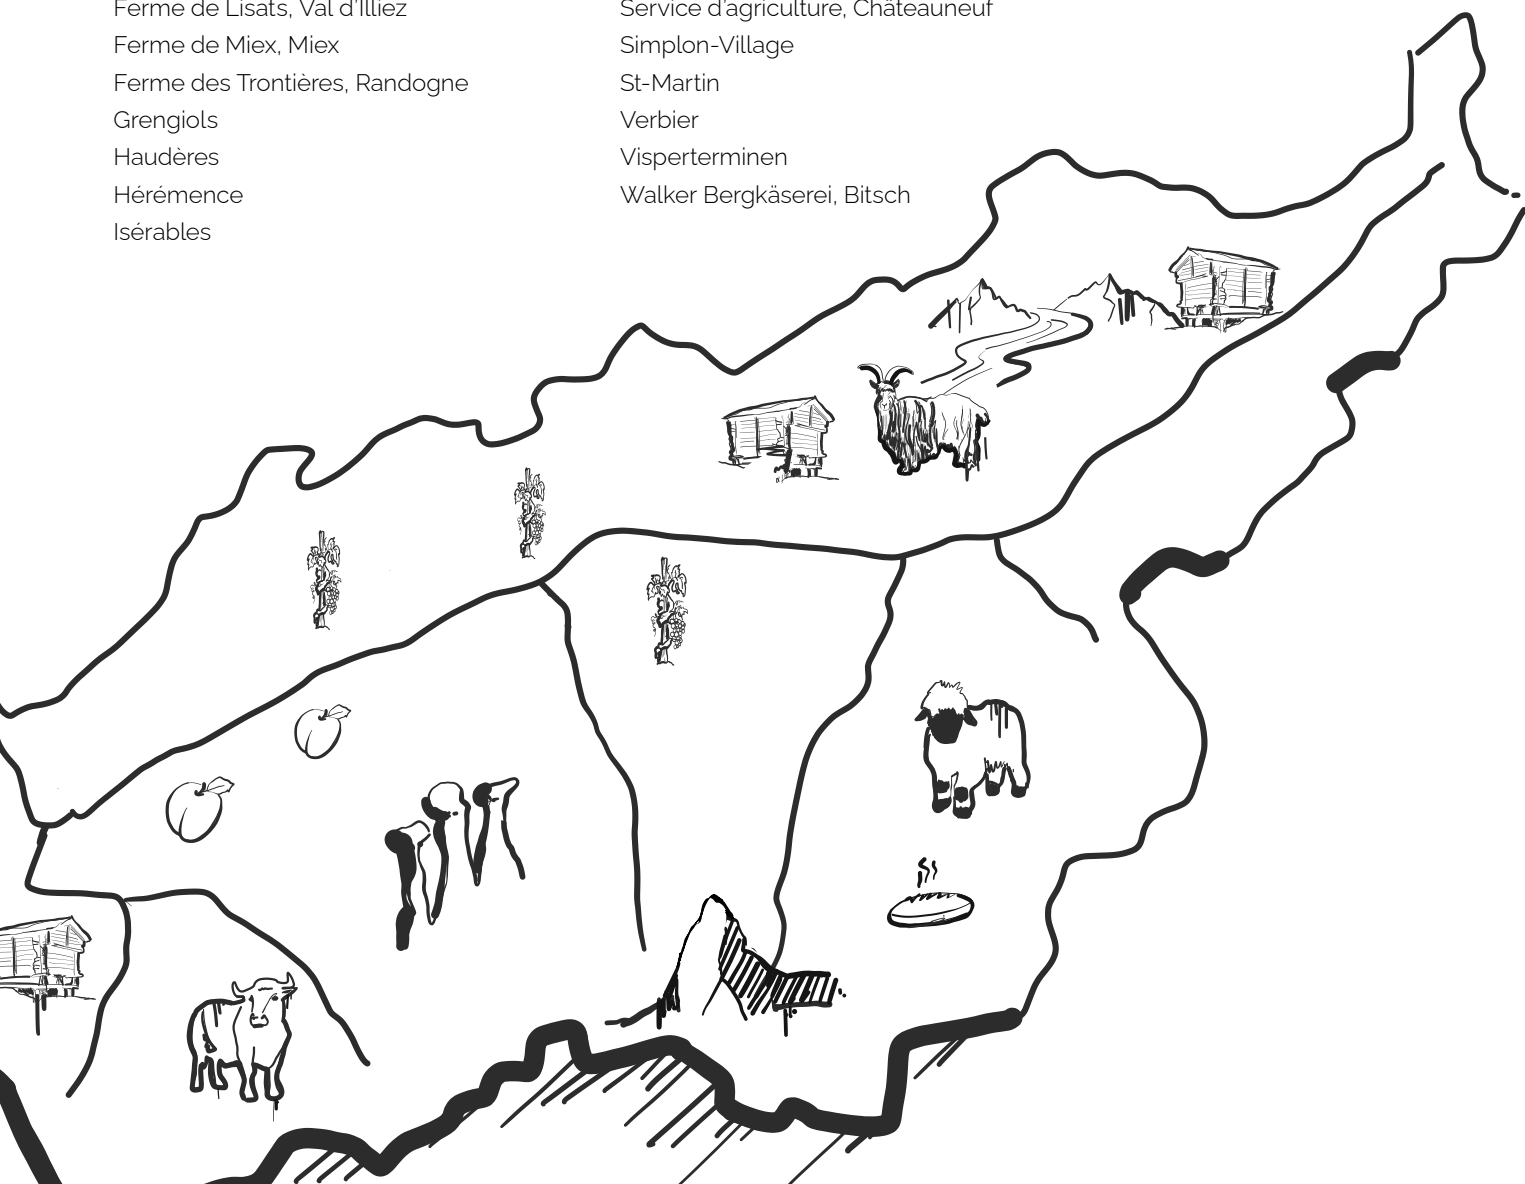 Ferme de Lisats, Val d'Illiez
Ferme de Miex, Miex
Ferme des Trontières, Randogne
Grengiols
Haudères
Hérémence
Isérables
Service d'agriculture, Châteauneuf
Simplon-Village
St-Martin
Verbier
Visperterminen
Walker Bergkäserei, Bitsch